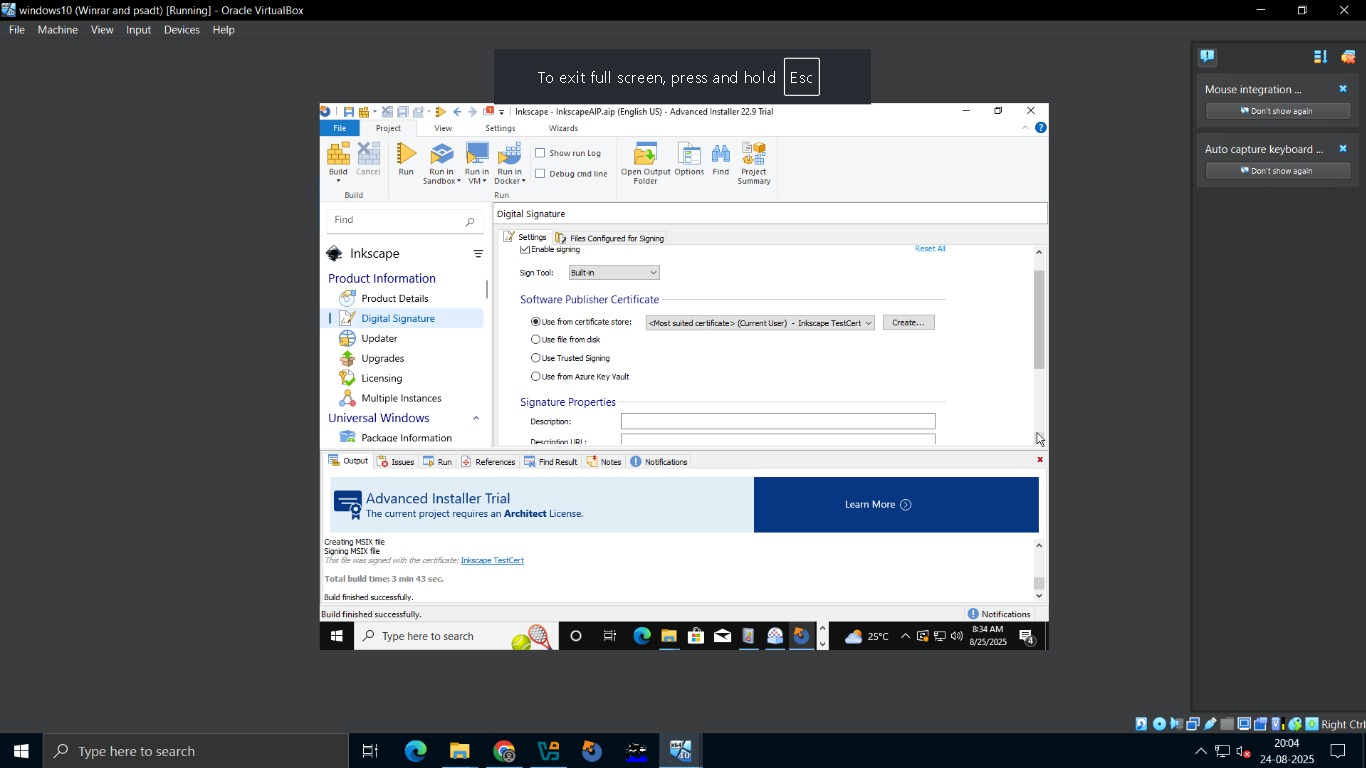 windows10 (Winrar and psadt) [Running] - Oracle VirtualBox
File Machine View Input Devices Help
To exit full screen, press and hold Esc
Mouse integration ...
Don't show again
Auto capture keyboard ...
Don't show again
Inkscape - InkscapeAIP.aip (English US) - Advanced Installer 22.9 Trial
File Project View Settings Wizards
Build Cancel Run Run in Sandbox Run in VM Run in Docker
Show run Log
Debug cmd line
Open Output Folder Options Find Project Summary
Build Run
Find
Inkscape
Product Information
Product Details
Digital Signature
Updater
Upgrades
Licensing
Multiple Instances
Universal Windows
Package Information
Digital Signature
Settings Files Configured for Signing
Enable signing Reset All
Sign Tool: Built-in
Software Publisher Certificate
Use from certificate store: <Most suited certificate> (Current User) - Inkscape TestCert Create...
Use file from disk
Use Trusted Signing
Use from Azure Key Vault
Signature Properties
Description:
Description URL:
Output Issues Run References Find Result Notes Notifications
Advanced Installer Trial
The current project requires an Architect License.
Learn More
Creating MSIX file
Signing MSIX file
This file was signed with the certificate: Inkscape TestCert
Total build time: 3 min 43 sec.
Build finished successfully.
Build finished successfully. Notifications
Type here to search
25°C
8:34 AM
8/25/2025
4
Right Ctrl
Type here to search
20:04
24-08-2025